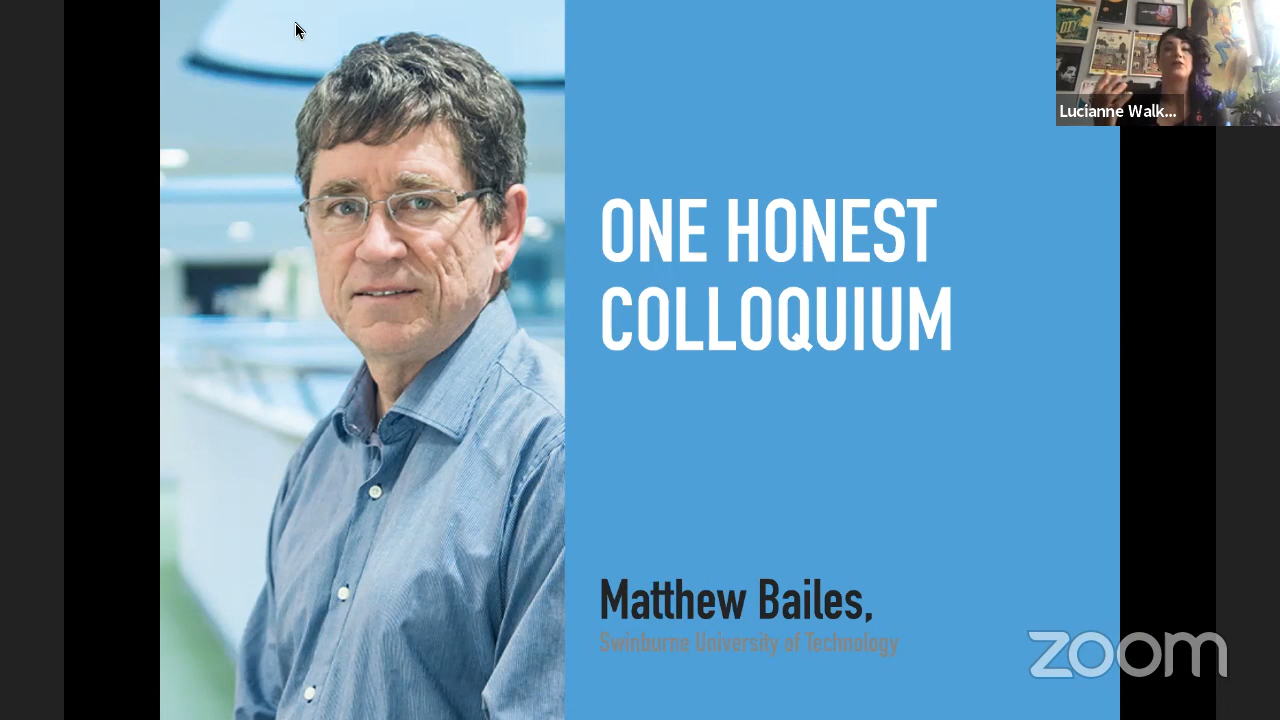 Lucianne Walk...
ONE HONEST
COLLOQUIUM
Matthew Bailes,
Swinburne University of Technology
zoom